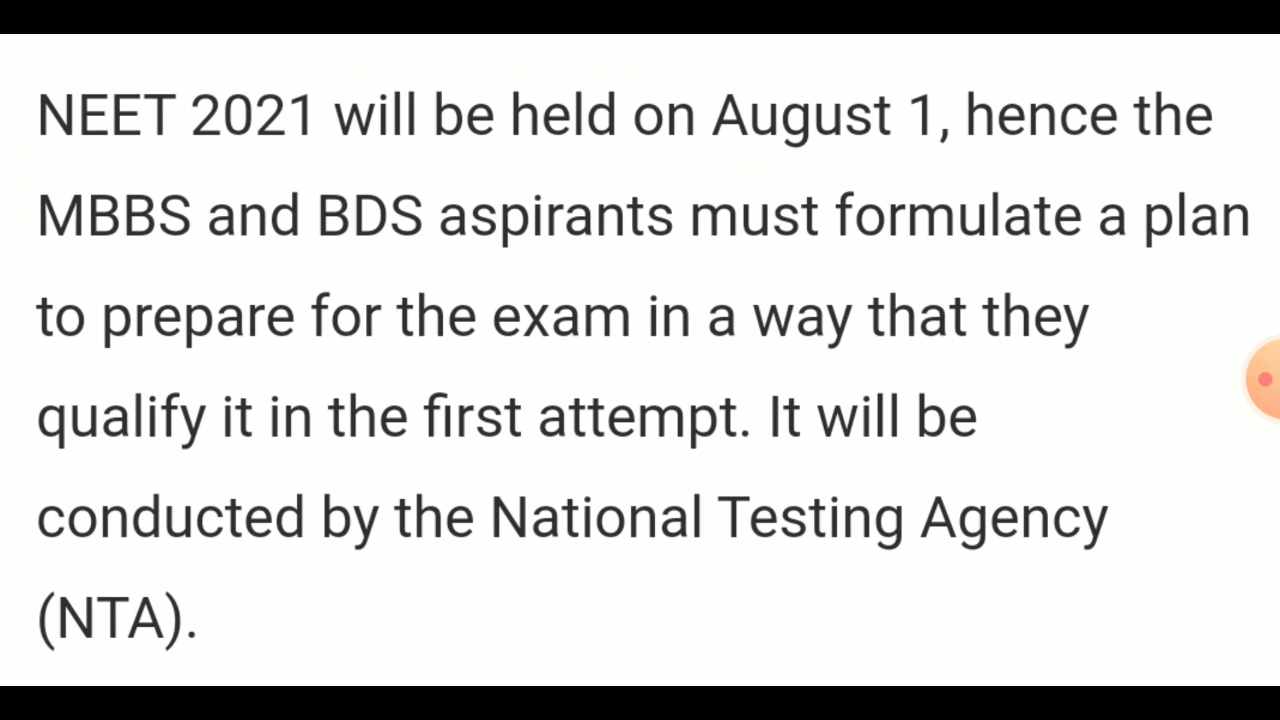 NEET 2021 will be held on August 1, hence the
MBBS and BDS aspirants must formulate a plan
to prepare for the exam in a way that they
qualify it in the first attempt. It will be
conducted by the National Testing Agency
(NTA).